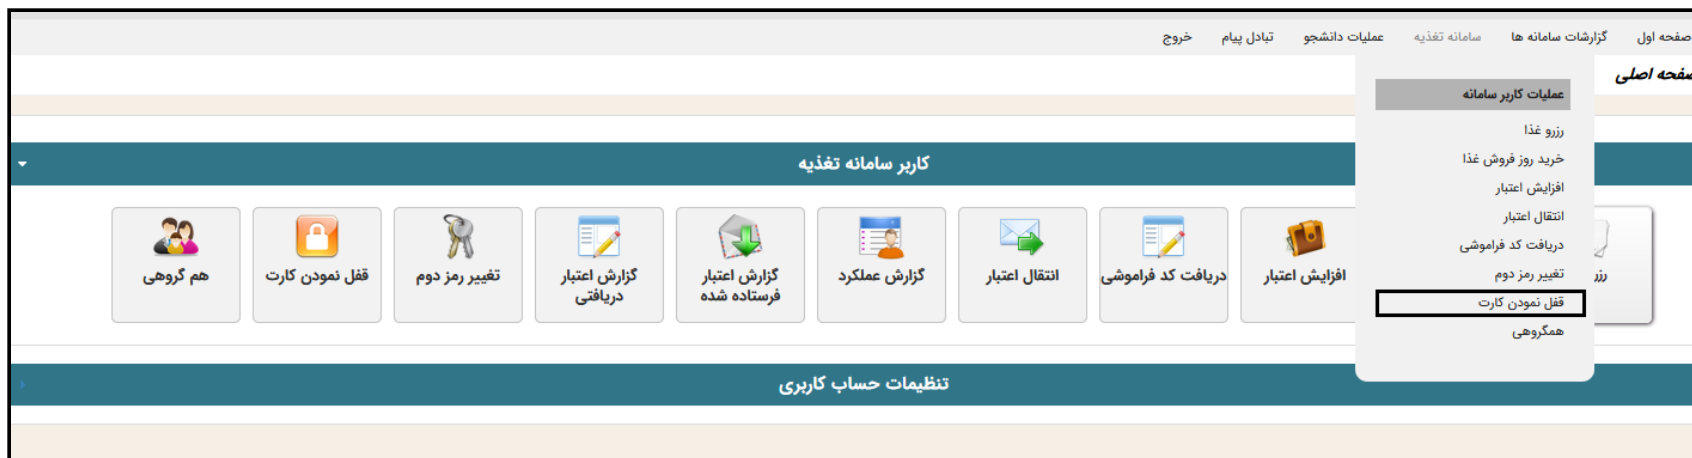 صفحه اول گزارشات سامانه ها سامانه تغذیه عملیات دانشجو تبادل پیام خروج
صفحه اصلی
عملیات کاربر سامانه
رزرو غذا
خرید روز فروش غذا
افزایش اعتبار
انتقال اعتبار
دریافت کد فراموشی
تغییر رمز دوم
قفل نمودن کارت
همگروهی
کاربر سامانه تغذیه
افزایش اعتبار
دریافت کد فراموشی
انتقال اعتبار
گزارش عملکرد
گزارش اعتبار
فرستاده شده
گزارش اعتبار
دریافتی
تغییر رمز دوم
قفل نمودن کارت
هم گروهی
تنظیمات حساب کاربری